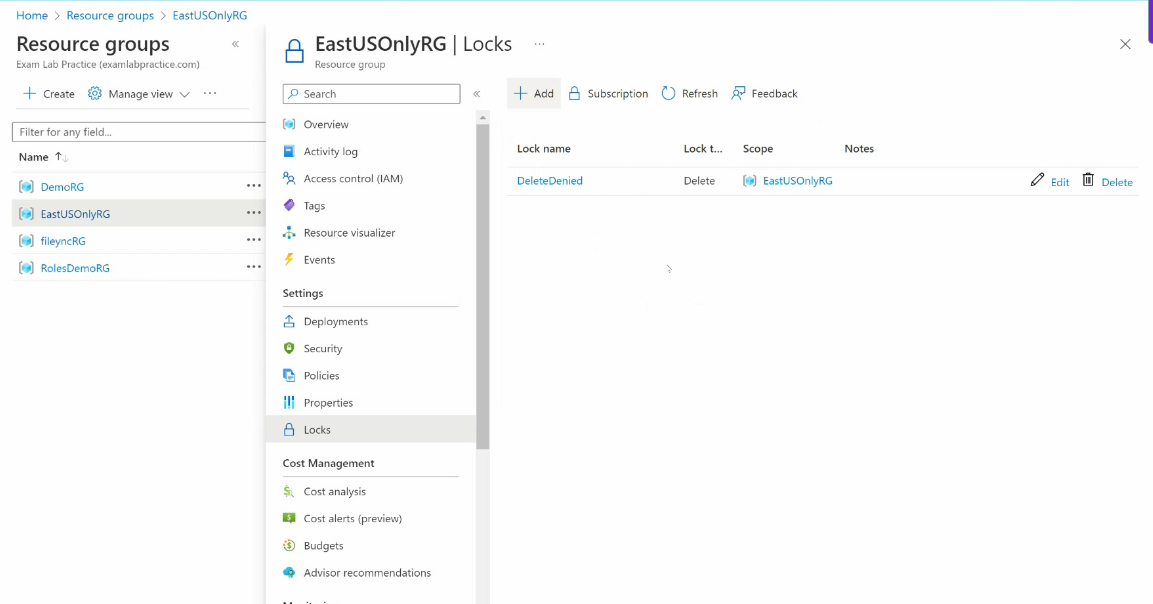 Home > Resource groups > EastUSOnlyRG
Resource groups
Exam Lab Practice (examlabpractice.com)
Create Manage view
Filter for any field...
Name
DemoRG
EastUSOnlyRG
fileyncRG
RolesDemoRG
EastUSOnlyRG | Locks
Resource group
Search
Overview
Activity log
Access control (IAM)
Tags
Resource visualizer
Events
Settings
Deployments
Security
Policies
Properties
Locks
Cost Management
Cost analysis
Cost alerts (preview)
Budgets
Advisor recommendations
Add Subscription Refresh Feedback
Lock name Lock t... Scope Notes
DeleteDenied Delete EastUSOnlyRG Edit Delete